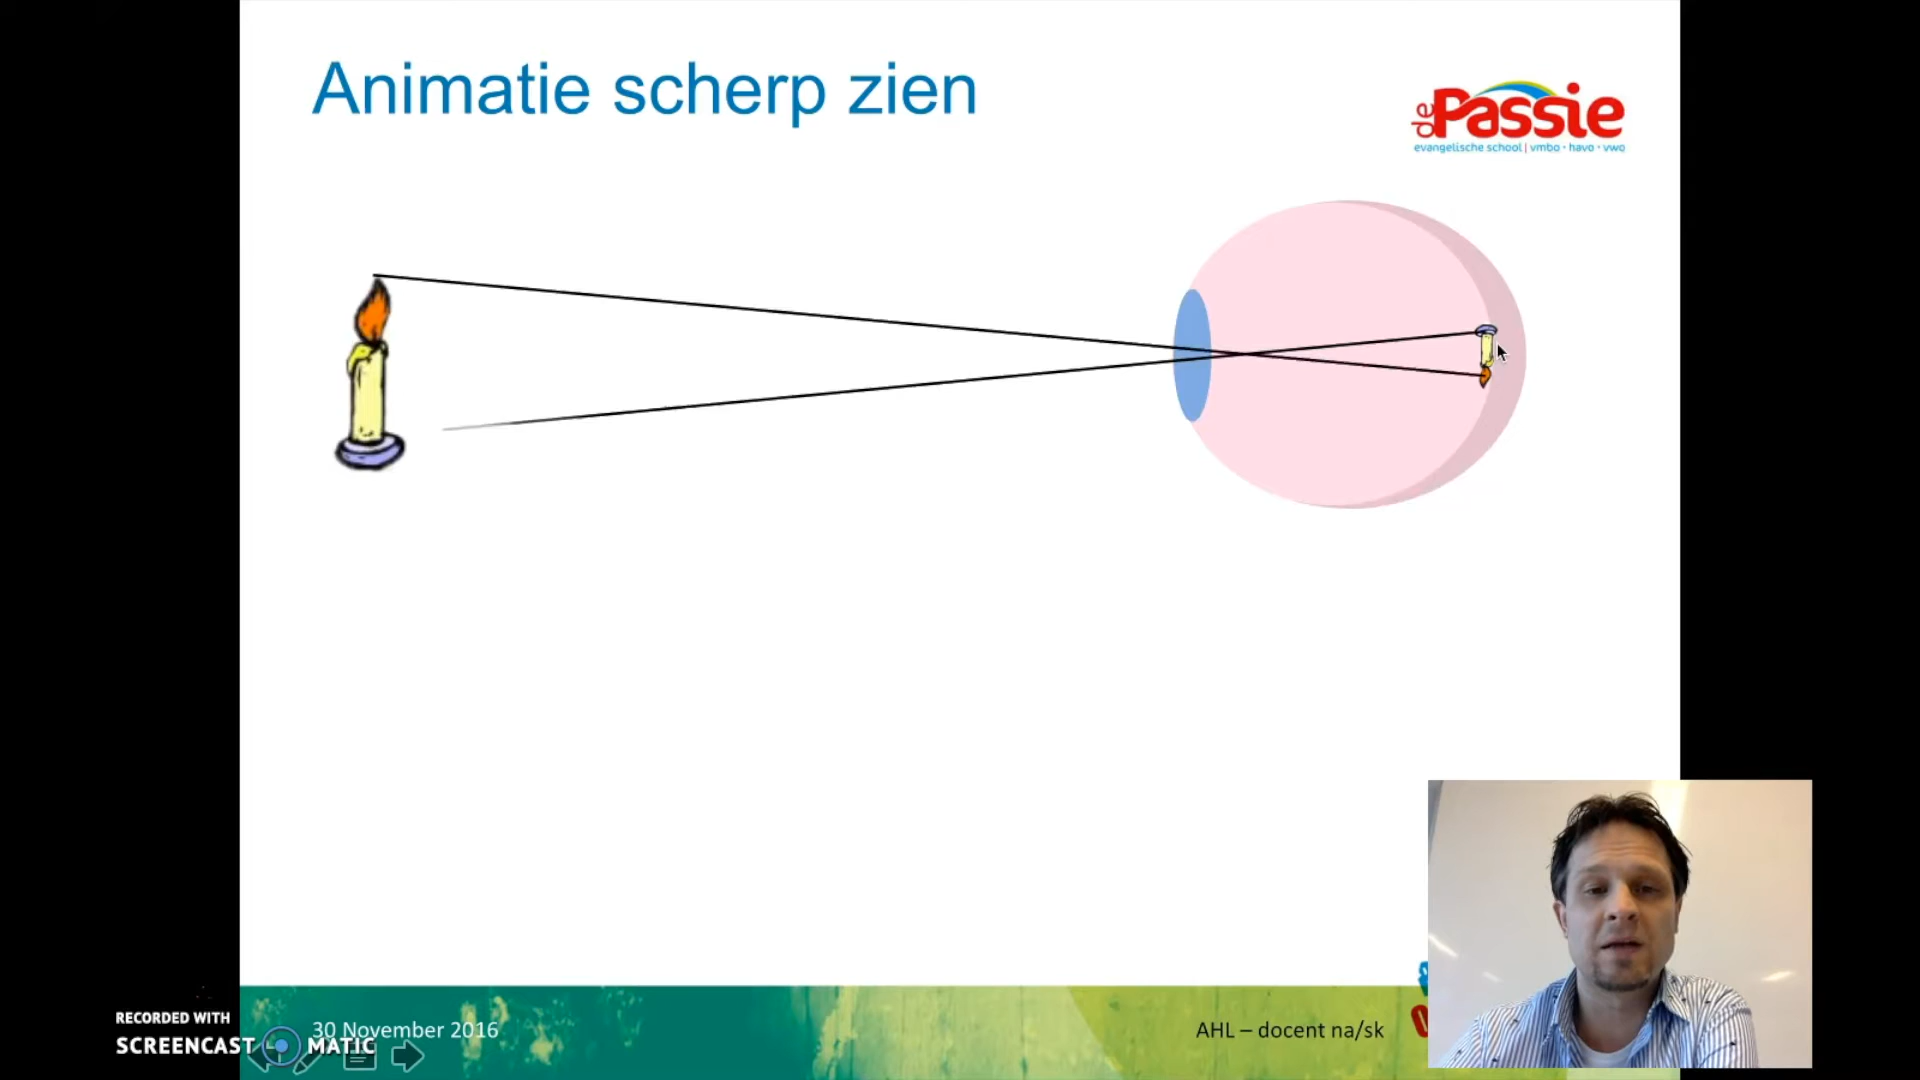 Animatie scherp zien
de Passie
evangelische school | vmbo • havo • vwo
RECORDED WITH
SCREENCAST MATIC
30 November 2016
AHL – docent na/sk